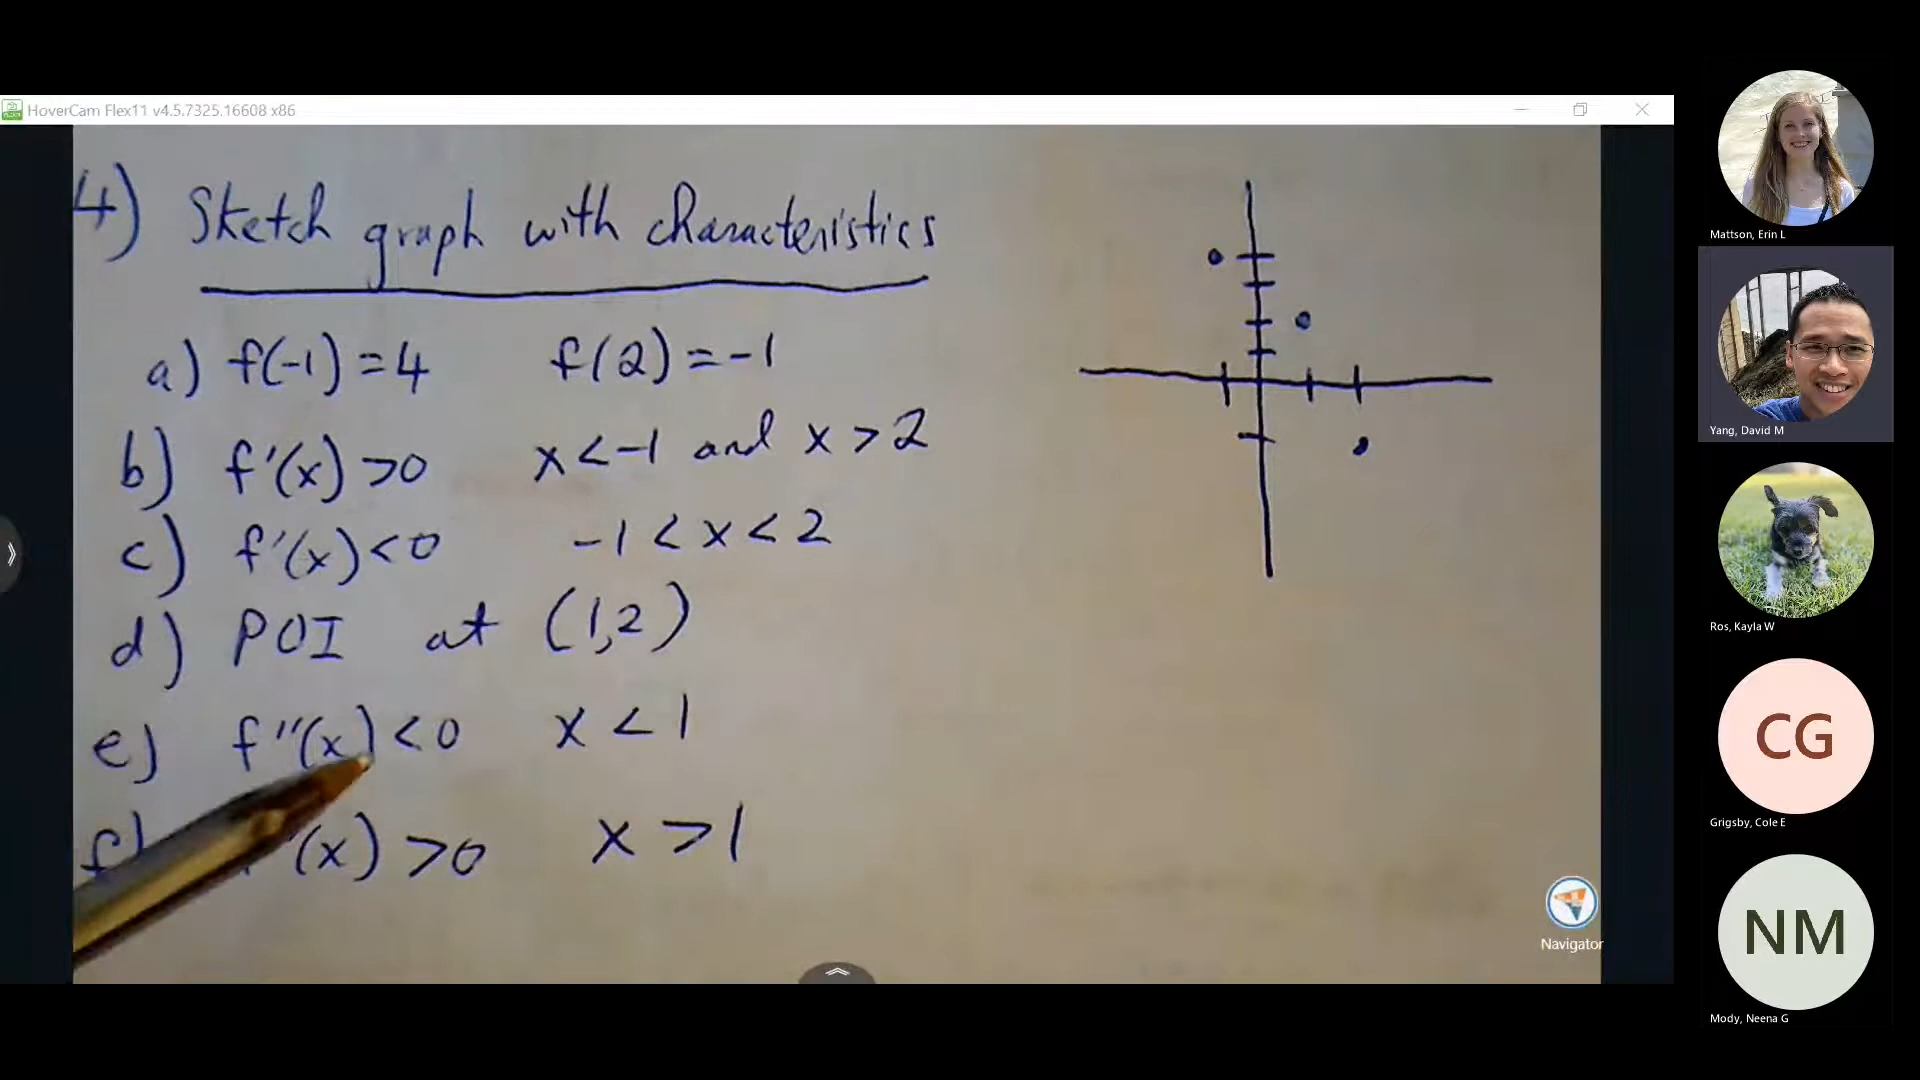 HoverCam Flex11 v4.5.7325.16608 x86
4) Sketch graph with characteristics
a) f(-1) = 4 f(2) = -1
b) f'(x) > 0 x < -1 and x > 2
c) f'(x) < 0 -1 < x < 2
d) POI at (1,2)
e) f''(x) < 0 x < 1
f) '(x) > 0 x > 1
Navigator
Mattson, Erin L
Yang, David M
Ros, Kayla W
CG
Grigsby, Cole E
NM
Mody, Neena G